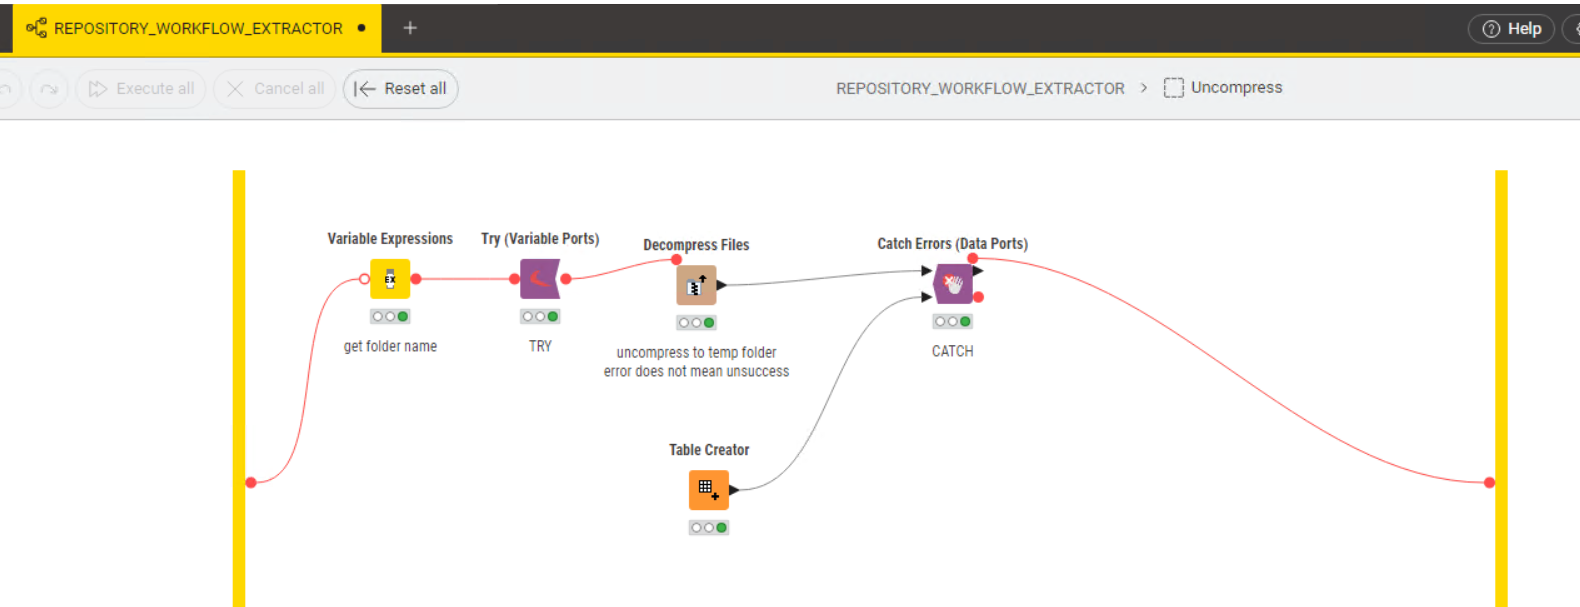 REPOSITORY_WORKFLOW_EXTRACTOR
Help
Execute all
Cancel all
Reset all
REPOSITORY_WORKFLOW_EXTRACTOR > Uncompress
Variable Expressions
EX
get folder name
Try (Variable Ports)
TRY
Decompress Files
uncompress to temp folder
error does not mean unsuccess
Catch Errors (Data Ports)
CATCH
Table Creator